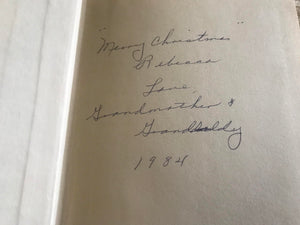 "Merry Christmas"
Rebecca
Love,
Grandmother &
Granddaddy
1984